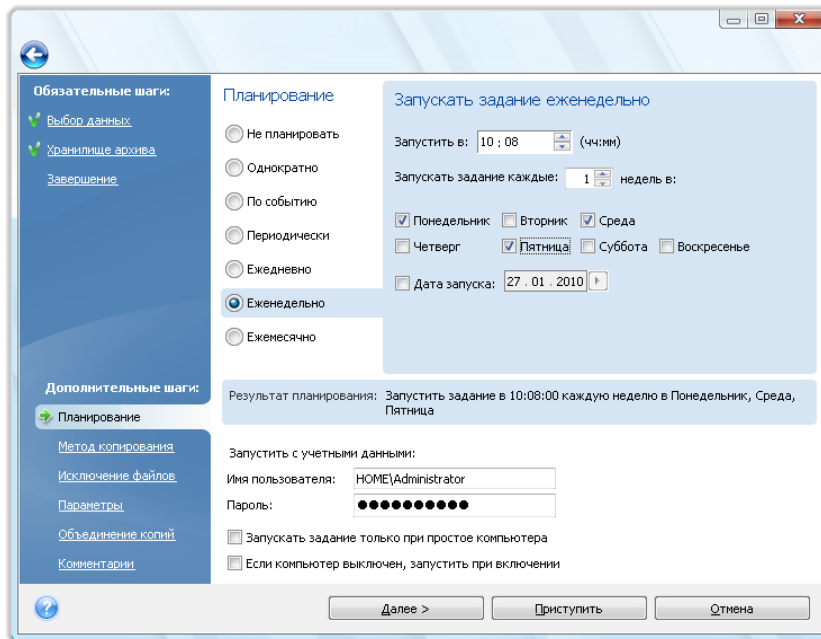 Обязательные шаги:
Выбор данных
Хранилище архива
Завершение
Дополнительные шаги:
Планирование
Метод копирования
Исключение файлов
Параметры
Объединение копий
Комментарии
Планирование
Не планировать
Однократно
По событию
Периодически
Ежедневно
Еженедельно
Ежемесячно
Запускать задание еженедельно
Запустить в: 10 : 08 (чч:мм)
Запускать задание каждые: 1 недель в:
Понедельник Вторник Среда
Четверг Пятница Суббота Воскресенье
Дата запуска: 27 . 01 . 2010
Результат планирования: Запустить задание в 10:08:00 каждую неделю в Понедельник, Среда,
Пятница
Запустить с учетными данными:
Имя пользователя: HOME\Administrator
Пароль: ●●●●●●●●●●
Запускать задание только при простое компьютера
Если компьютер выключен, запустить при включении
Далее > Приступить Отмена